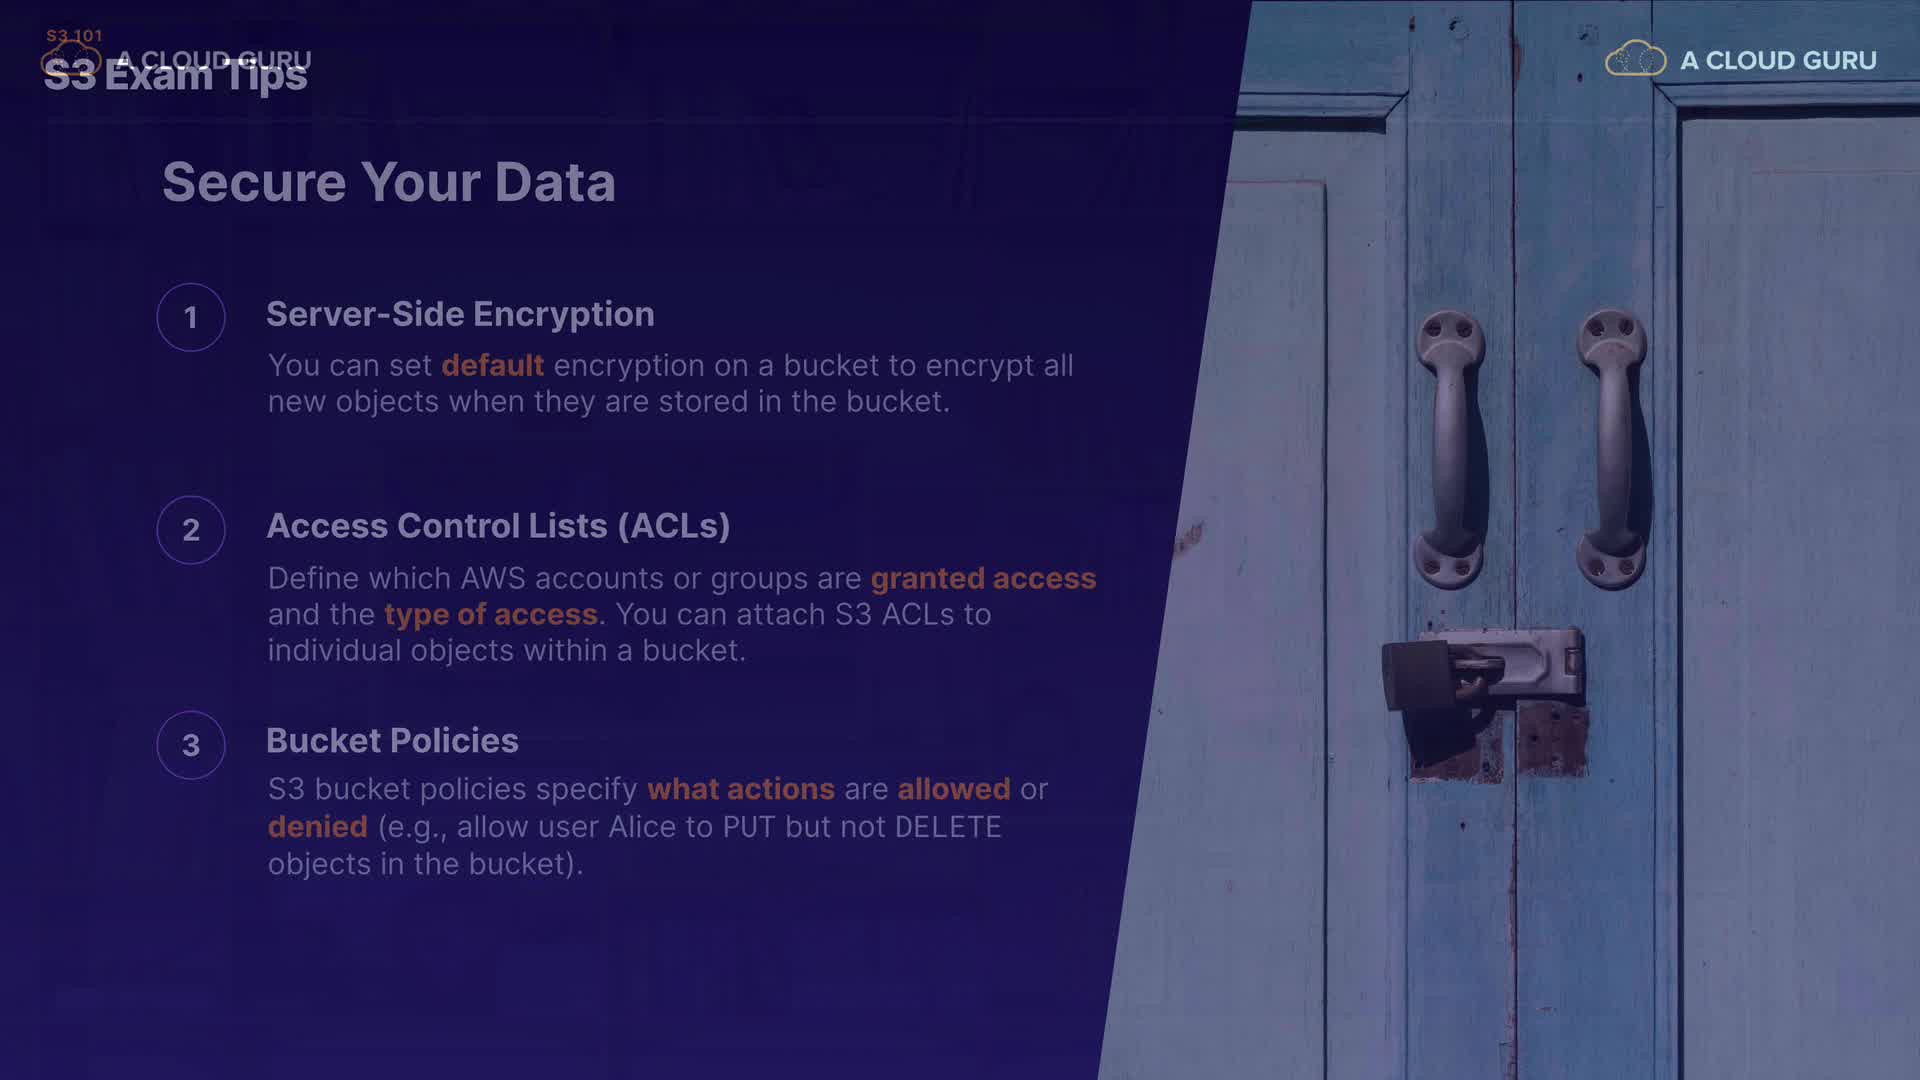 S3 101
A CLOUD GURU
S3 Exam Tips
A CLOUD GURU
Secure Your Data
1
Server-Side Encryption
You can set default encryption on a bucket to encrypt all
new objects when they are stored in the bucket.
2
Access Control Lists (ACLs)
Define which AWS accounts or groups are granted access
and the type of access. You can attach S3 ACLs to
individual objects within a bucket.
3
Bucket Policies
S3 bucket policies specify what actions are allowed or
denied (e.g., allow user Alice to PUT but not DELETE
objects in the bucket).